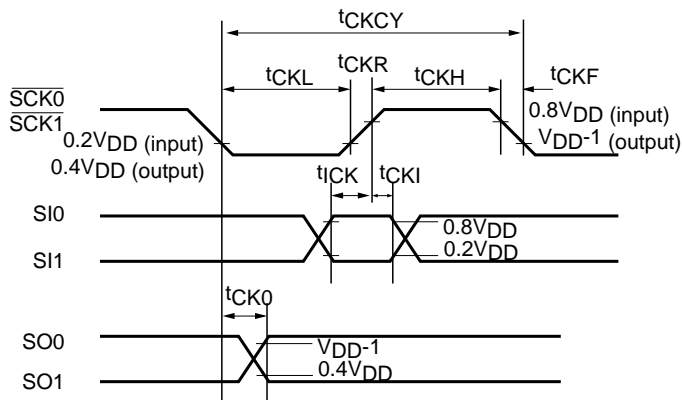 tCKCY
tCKR
tCKL
tCKH
tCKF
SCK0
SCK1
0.8VDD (input)
0.2VDD (input)
VDD-1 (output)
0.4VDD (output)
tICK
tCKI
SI0
0.8VDD
SI1
0.2VDD
tCK0
SO0
VDD-1
SO1
0.4VDD